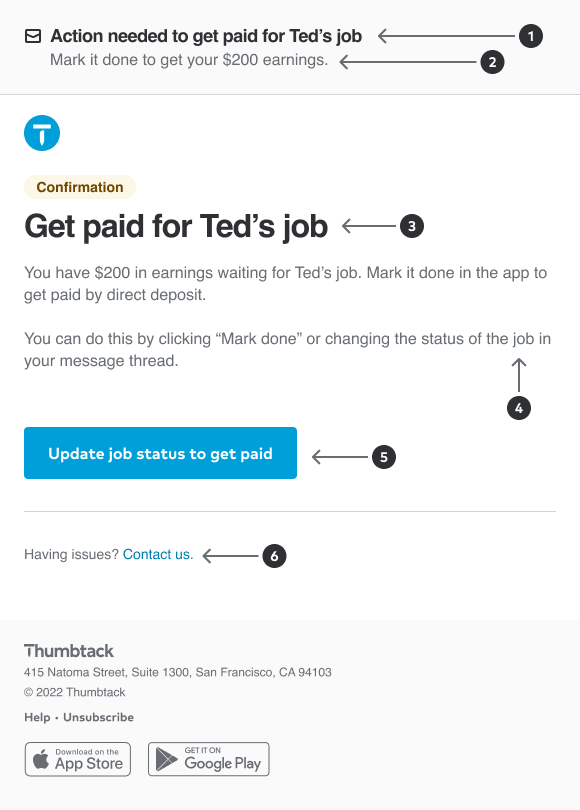 Action needed to get paid for Ted’s job
1
Mark it done to get your $200 earnings.
2
Confirmation
Get paid for Ted’s job
3
You have $200 in earnings waiting for Ted’s job. Mark it done in the app to
get paid by direct deposit.
You can do this by clicking “Mark done” or changing the status of the job in
your message thread.
4
Update job status to get paid
5
Having issues? Contact us.
6
Thumbtack
415 Natoma Street, Suite 1300, San Francisco, CA 94103
© 2022 Thumbtack
Help • Unsubscribe
Download on the
App Store
GET IT ON
Google Play